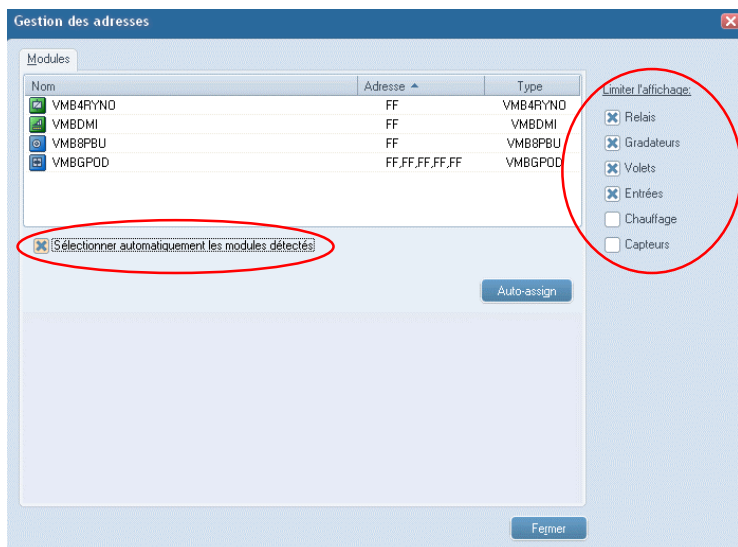 Gestion des adresses
Modules
Nom Adresse Type
VMB4RYNO FF VMB4RYNO
VMBDMI FF VMBDMI
VMB8PBU FF VMB8PBU
VMBGPOD FF,FF,FF,FF,FF VMBGPOD
Sélectionner automatiquement les modules détectés
Auto-assign
Limiter l'affichage:
Relais
Gradateurs
Volets
Entrées
Chauffage
Capteurs
Fermer